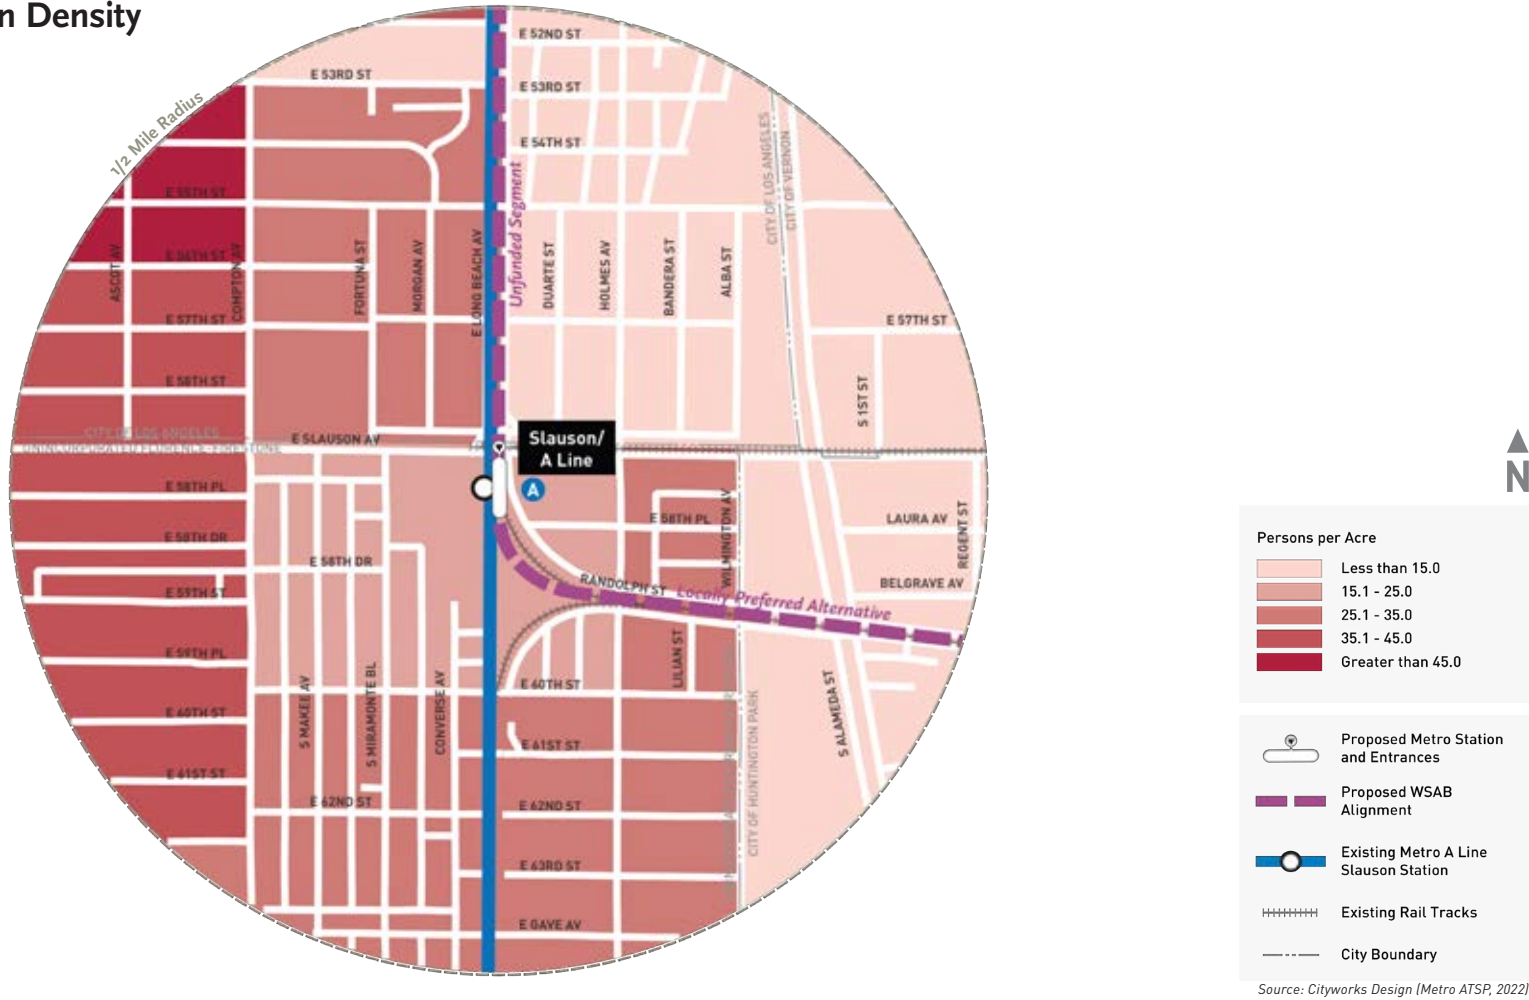 n Density
1/2 Mile Radius
E 52ND ST
E 53RD ST
E 53RD ST
E 54TH ST
E 55TH ST
E 56TH ST
E 57TH ST
E 57TH ST
E 58TH ST
ASCOT AV
COMPTON AV
FORTUNA ST
MORGAN AV
E LONG BEACH AV
Unfunded Segment
DUARTE ST
HOLMES AV
BANDERA ST
ALBA ST
CITY OF LOS ANGELES
CITY OF VERNON
S 1ST ST
CITY OF LOS ANGELES
UNINCORPORATED FLORENCE-FIRESTONE
E SLAUSON AV
Slauson/
A Line
A
E 58TH PL
E 58TH PL
WILMINGTON AV
LAURA AV
REGENT ST
E 58TH DR
E 58TH DR
E 59TH ST
RANDOLPH ST
Locally Preferred Alternative
BELGRAVE AV
E 59TH PL
LILIAN ST
E 60TH ST
E 60TH ST
S MAKEE AV
S MIRAMONTE BL
CONVERSE AV
S ALAMEDA ST
CITY OF HUNTINGTON PARK
E 61ST ST
E 61ST ST
E 62ND ST
E 62ND ST
E 63RD ST
E GAVE AV
N
Persons per Acre
Less than 15.0
15.1 - 25.0
25.1 - 35.0
35.1 - 45.0
Greater than 45.0
Proposed Metro Station
and Entrances
Proposed WSAB
Alignment
Existing Metro A Line
Slauson Station
Existing Rail Tracks
City Boundary
Source: Cityworks Design (Metro ATSP, 2022)